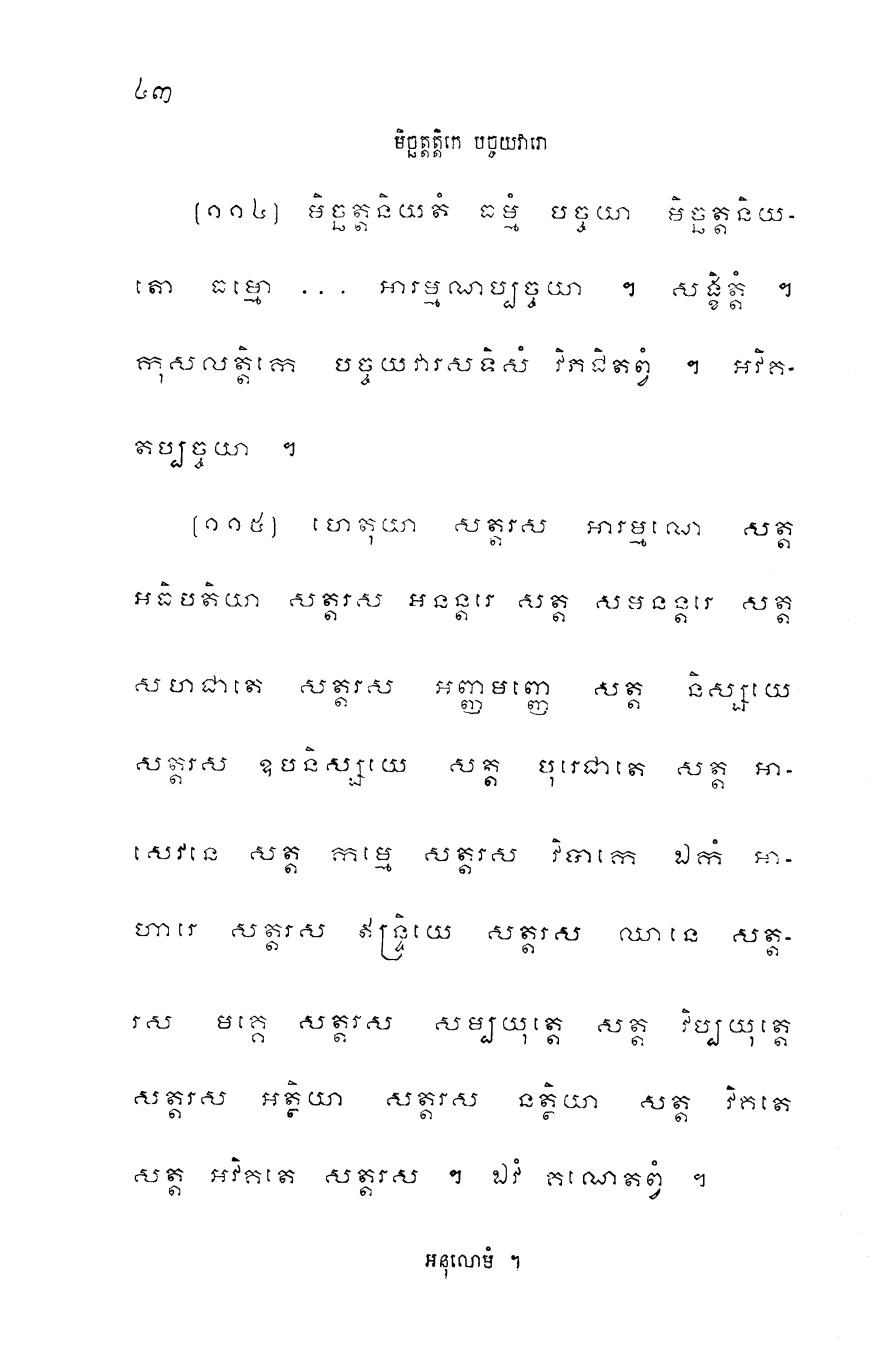 ៤៣
មិច្ឆត្តត្តិកេ បច្ចយវារោ
(១១៤) មិច្ឆត្តនិយតំ ធម្មំ បច្ចយា មិច្ឆត្តនិយ-
តោ ធម្មោ ... អារម្មណប្បច្ចយា ។ សង្ខិត្តំ ។
កុសលត្តិកេ បច្ចយវារសទិសំ វិភជិតព្វំ ។ អវិគ-
តប្បច្ចយា ។
(១១៥) ហេតុយា សត្តរស អារម្មណេ សត្ត
អធិបតិយា សត្តរស អនន្តរេ សត្ត សមនន្តរេ សត្ត
សហជាតេ សត្តរស អញ្ញមញ្ញេ សត្ត និស្សយេ
សត្តរស ឧបនិស្សយេ សត្ត បុរេជាតេ សត្ត អា-
សេវនេ សត្ត កម្មេ សត្តរស វិបាកេ ឯកំ អា-
ហារេ សត្តរស ឥន្ទ្រិយេ សត្តរស ឈានេ សត្ត-
រស មគ្គេ សត្តរស សម្បយុត្តេ សត្ត វិប្បយុត្តេ
សត្តរស អត្ថិយា សត្តរស នត្ថិយា សត្ត វិគតេ
សត្ត អវិគតេ សត្តរស ។ ឯវំ គណេតព្វំ ។
អនុលោមំ ។